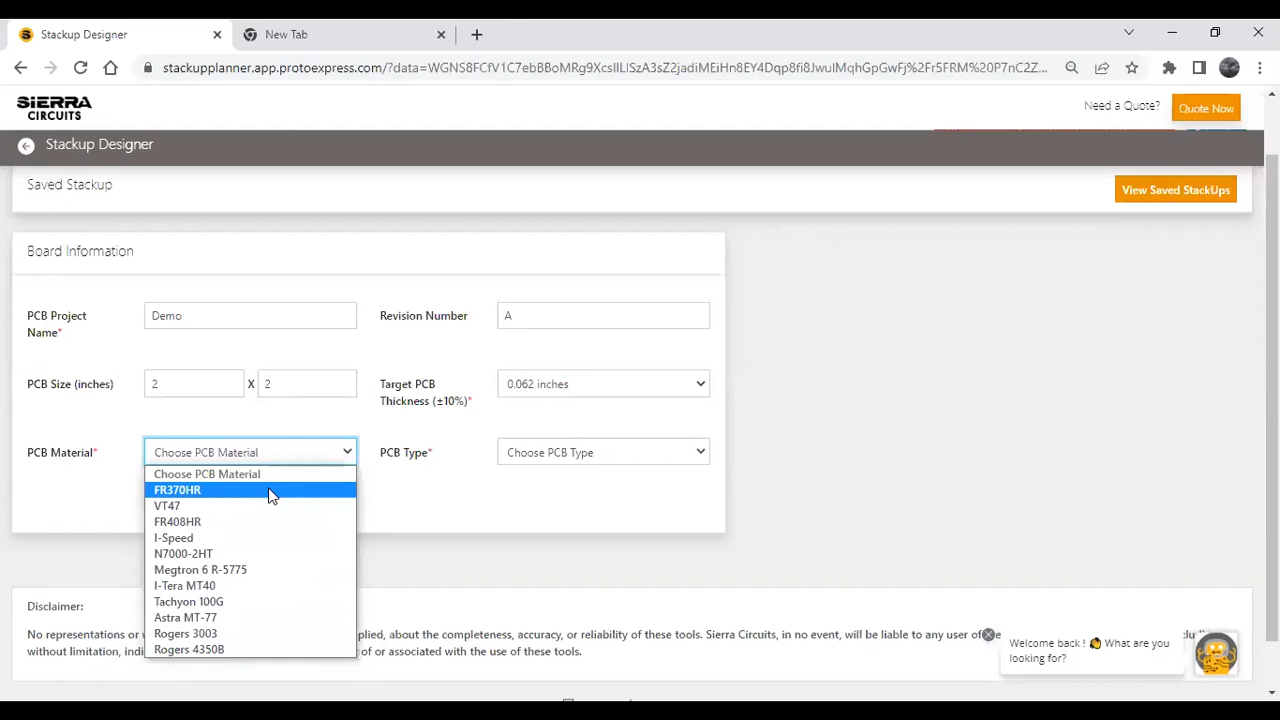 Stackup Designer
New Tab
stackupplanner.app.protoexpress.com/?data=
SIERRA
CIRCUITS
Need a Quote?
Quote Now
Stackup Designer
Saved Stackup
View Saved StackUps
Board Information
PCB Project
Name*
Demo
Revision Number
A
PCB Size (inches)
2
X
2
Target PCB
Thickness (±10%)*
0.062 inches
PCB Material*
Choose PCB Material
PCB Type*
Choose PCB Type
Choose PCB Material
FR370HR
VT47
FR408HR
I-Speed
N7000-2HT
Megtron 6 R-5775
I-Tera MT40
Tachyon 100G
Astra MT-77
Rogers 3003
Rogers 4350B
Disclaimer:
No representations or about the completeness, accuracy, or reliability of these tools. Sierra Circuits, in no event, will be liable to any user of
without limitation, of or associated with the use of these tools.
Welcome back ! 👋 What are you
looking for?